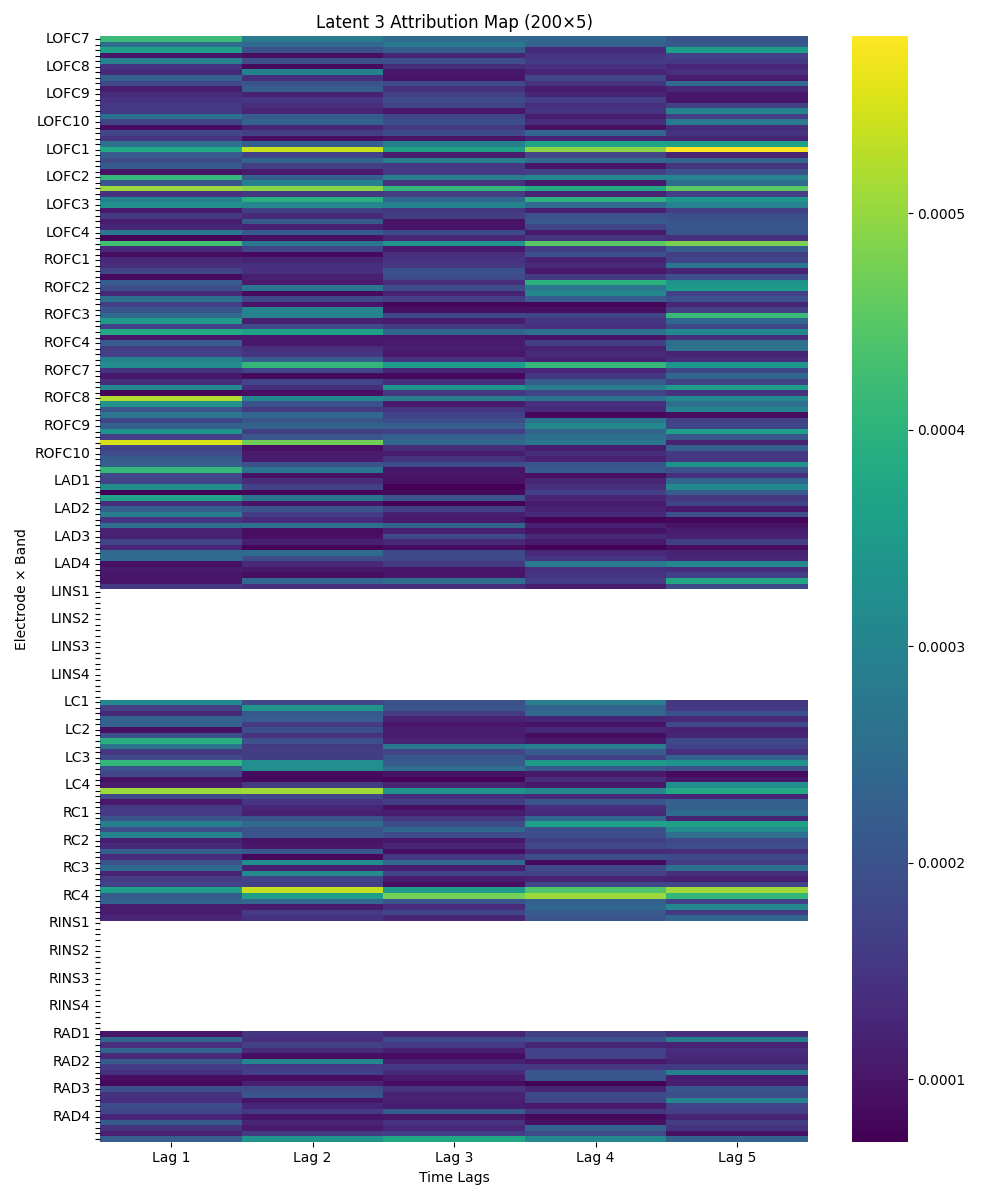 Latent 3 Attribution Map (200×5)
LOFC7
LOFC8
LOFC9
LOFC10
LOFC1
LOFC2
LOFC3
LOFC4
ROFC1
ROFC2
ROFC3
ROFC4
ROFC7
ROFC8
ROFC9
ROFC10
LAD1
LAD2
LAD3
LAD4
LINS1
LINS2
LINS3
LINS4
LC1
LC2
LC3
LC4
RC1
RC2
RC3
RC4
RINS1
RINS2
RINS3
RINS4
RAD1
RAD2
RAD3
RAD4
Electrode × Band
Lag 1 Lag 2 Lag 3 Lag 4 Lag 5
Time Lags
0.0005
0.0004
0.0003
0.0002
0.0001